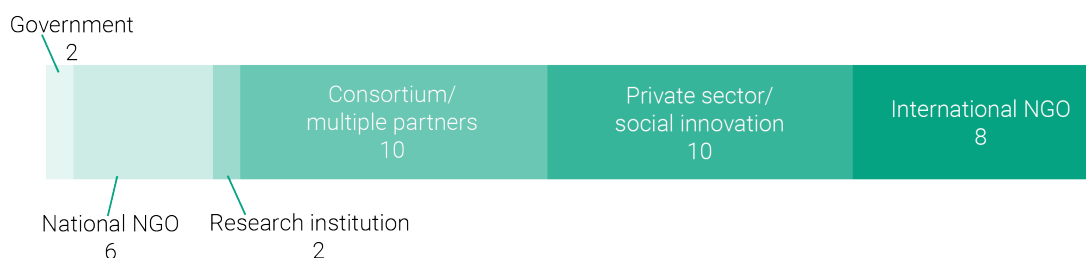 Government
2
Consortium/
multiple partners
10
Private sector/
social innovation
10
International NGO
8
National NGO
6
Research institution
2